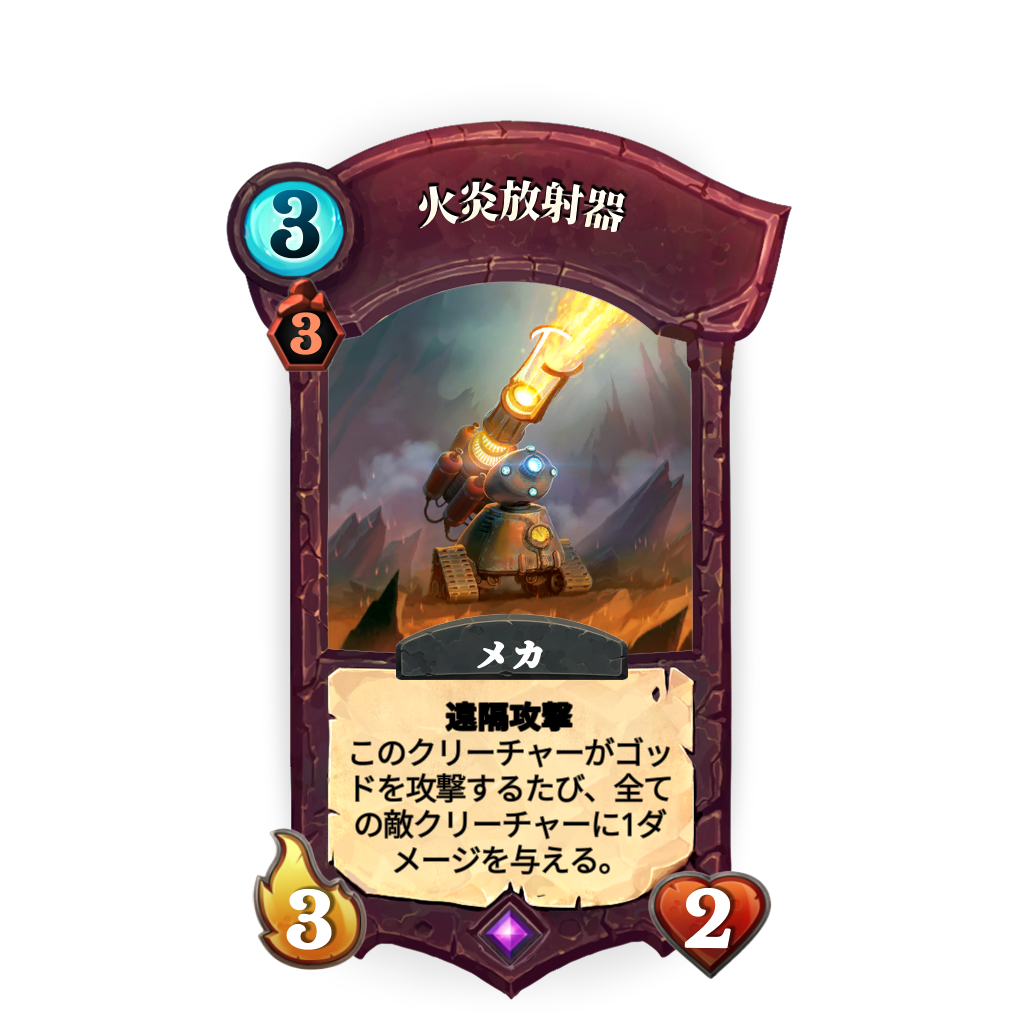 3
火炎放射器
3
メカ
遠隔攻撃
このクリーチャーがゴッ
ドを攻撃するたび、全て
の敵クリーチャーに1ダ
メージを与える。
3
2